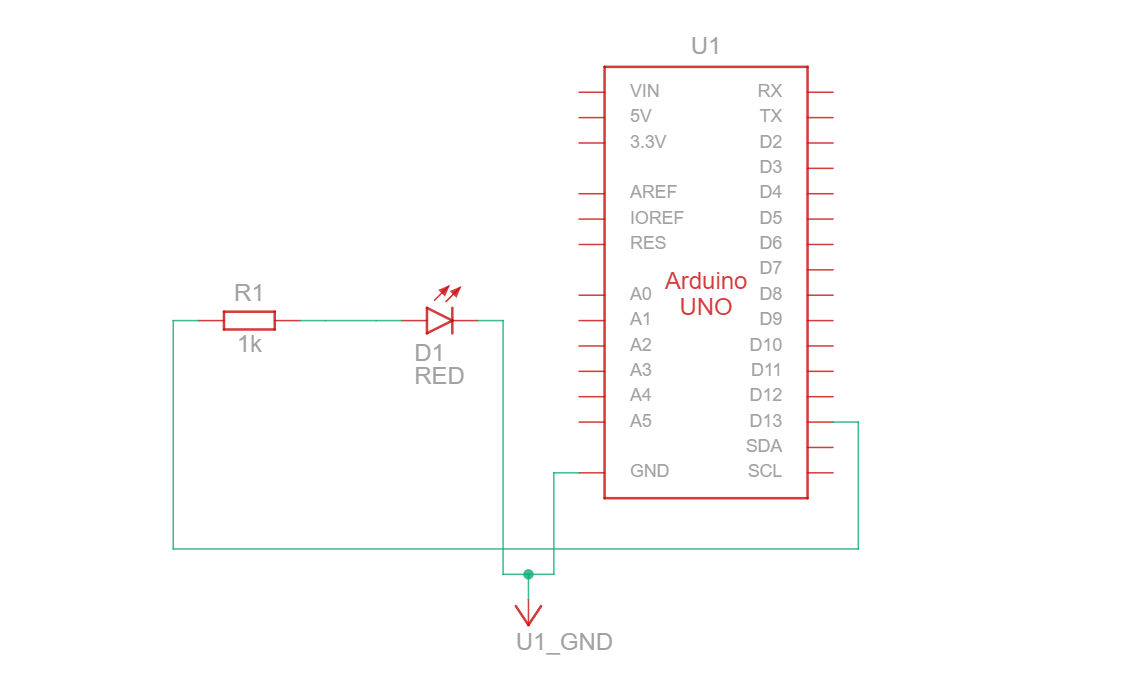 U1
VIN RX
5V TX
3.3V D2
D3
AREF D4
IOREF D5
RES D6
D7
Arduino
UNO
A0 D8
A1 D9
A2 D10
A3 D11
A4 D12
A5 D13
SDA
GND SCL
R1
1k
D1
RED
U1_GND